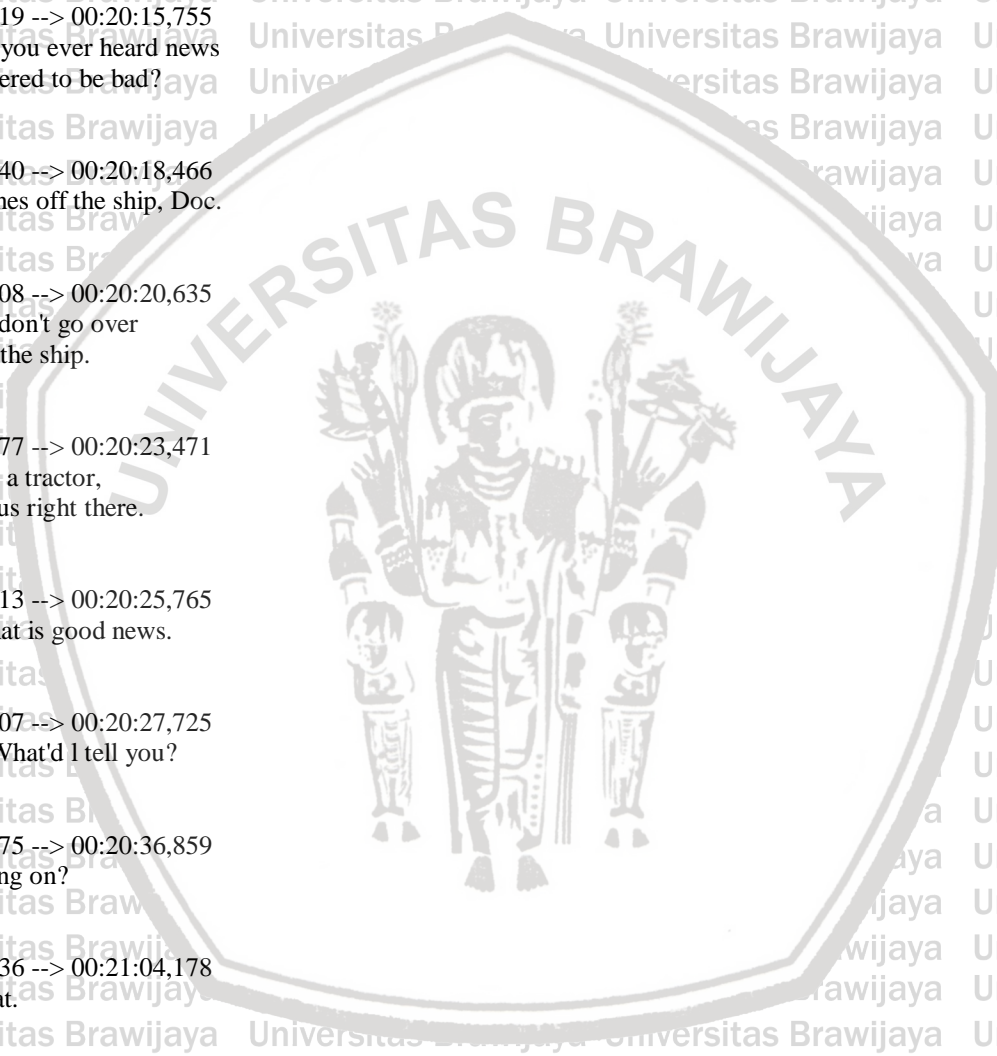 19 --> 00:20:15,755
you ever heard news
ered to be bad?
40 --> 00:20:18,466
nes off the ship, Doc.
08 --> 00:20:20,635
don't go over
the ship.
77 --> 00:20:23,471
a tractor,
us right there.
13 --> 00:20:25,765
at is good news.
07 --> 00:20:27,725
What'd l tell you?
75 --> 00:20:36,859
ng on?
36 --> 00:21:04,178
at.
UNIVERSITAS BRAWIJAYA